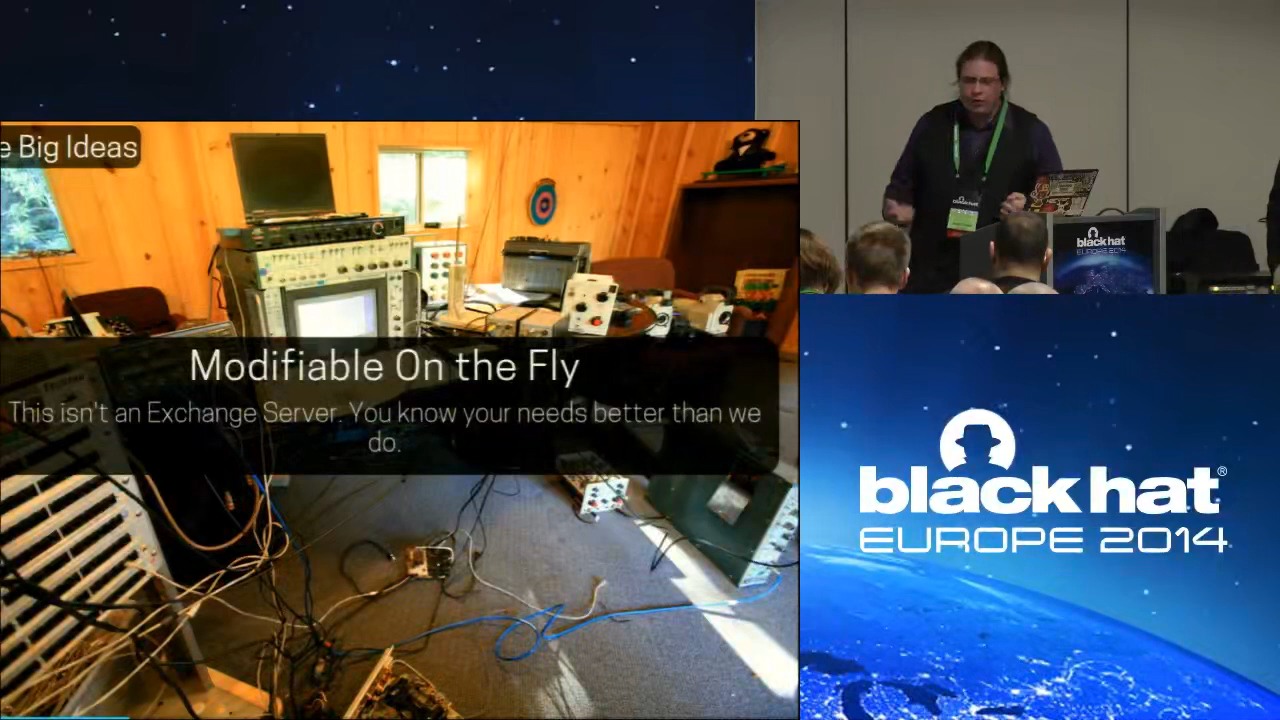 e Big Ideas
Modifiable On the Fly
This isn't an Exchange Server. You know your needs better than we
do.
black hat
black hat
EUROPE 2014
black hat®
EUROPE 2014